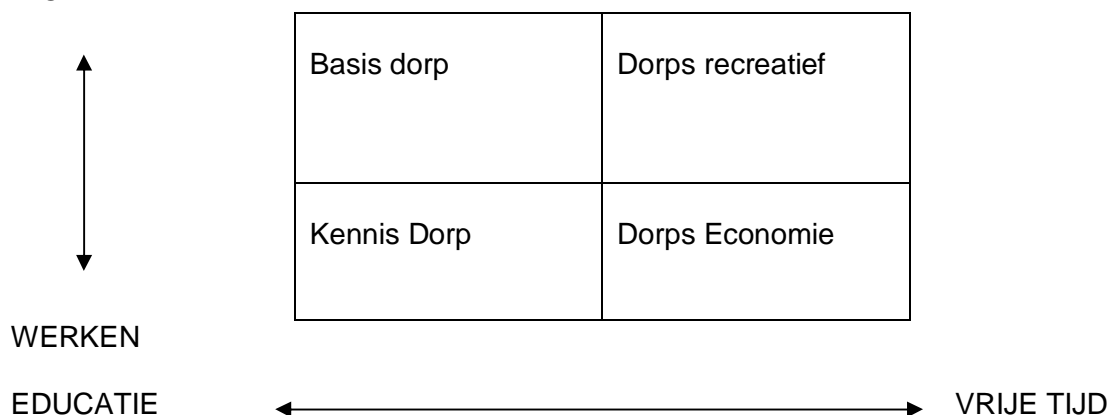 Basis dorp Dorps recreatief
Kennis Dorp Dorps Economie
WERKEN
EDUCATIE VRIJE TIJD